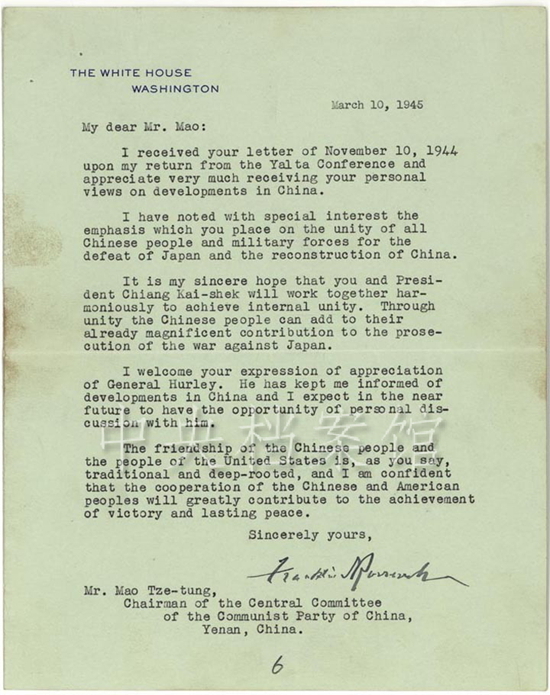 THE WHITE HOUSE
WASHINGTON
March 10, 1945
My dear Mr. Mao:
I received your letter of November 10, 1944
upon my return from the Yalta Conference and
appreciate very much receiving your personal
views on developments in China.
I have noted with special interest the
emphasis which you place on the unity of all
Chinese people and military forces for the
defeat of Japan and the reconstruction of China.
It is my sincere hope that you and Presi-
dent Chiang Kai-shek will work together har-
moniously to achieve internal unity. Through
unity the Chinese people can add to their
already magnificent contribution to the prose-
cution of the war against Japan.
I welcome your expression of appreciation
of General Hurley. He has kept me informed of
developments in China and I expect in the near
future to have the opportunity of personal dis-
cussion with him.
中央档案馆
The friendship of the Chinese people and
the people of the United States is, as you say,
traditional and deep-rooted, and I am confident
that the cooperation of the Chinese and American
peoples will greatly contribute to the achievement
of victory and lasting peace.
Sincerely yours,
Franklin D Roosevelt
Mr. Mao Tze-tung,
Chairman of the Central Committee
of the Communist Party of China,
Yenan, China.
6